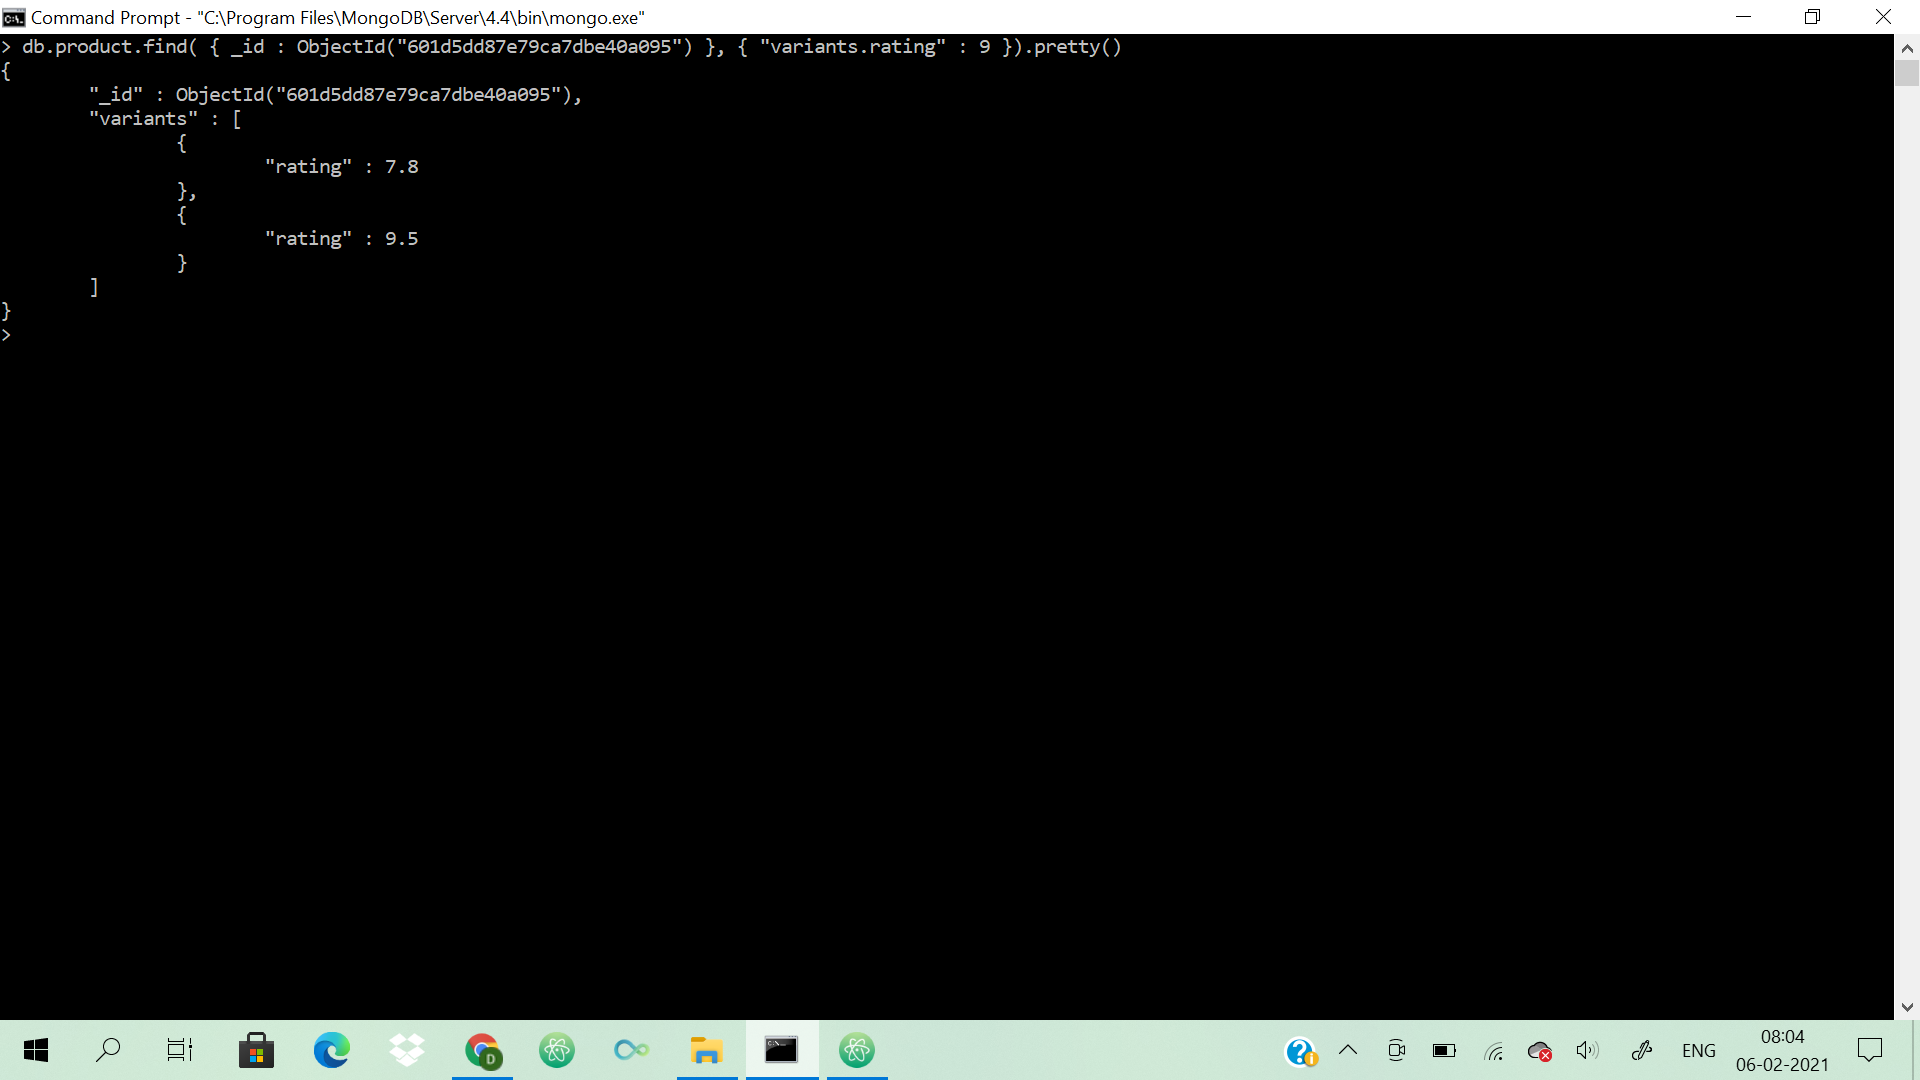 Command Prompt - "C:\Program Files\MongoDB\Server\4.4\bin\mongo.exe"
> db.product.find( { _id : ObjectId("601d5dd87e79ca7dbe40a095") }, { "variants.rating" : 9 }).pretty()
{
"_id" : ObjectId("601d5dd87e79ca7dbe40a095"),
"variants" : [
{
"rating" : 7.8
},
{
"rating" : 9.5
}
]
}
>
D
ENG
08:04
06-02-2021